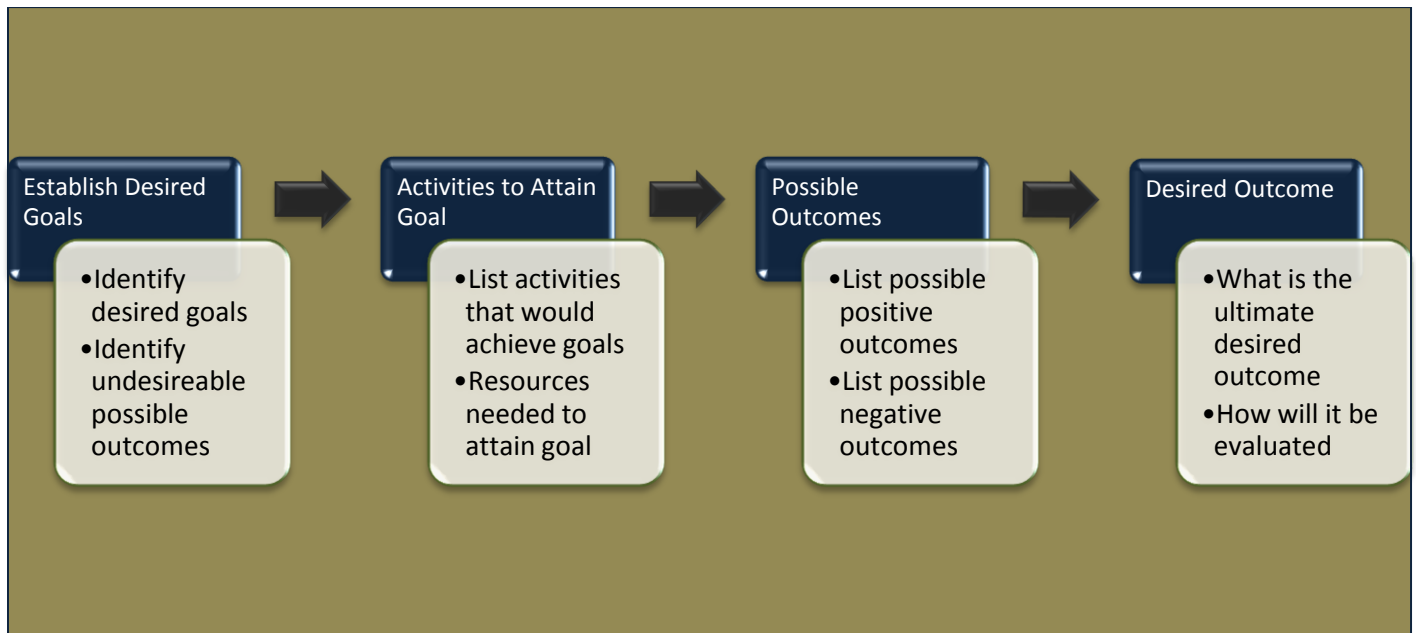 Establish Desired
Goals
•Identify
desired goals
•Identify
undesireable
possible
outcomes
Activities to Attain
Goal
•List activities
that would
achieve goals
•Resources
needed to
attain goal
Possible
Outcomes
•List possible
positive
outcomes
•List possible
negative
outcomes
Desired Outcome
•What is the
ultimate
desired
outcome
•How will it be
evaluated